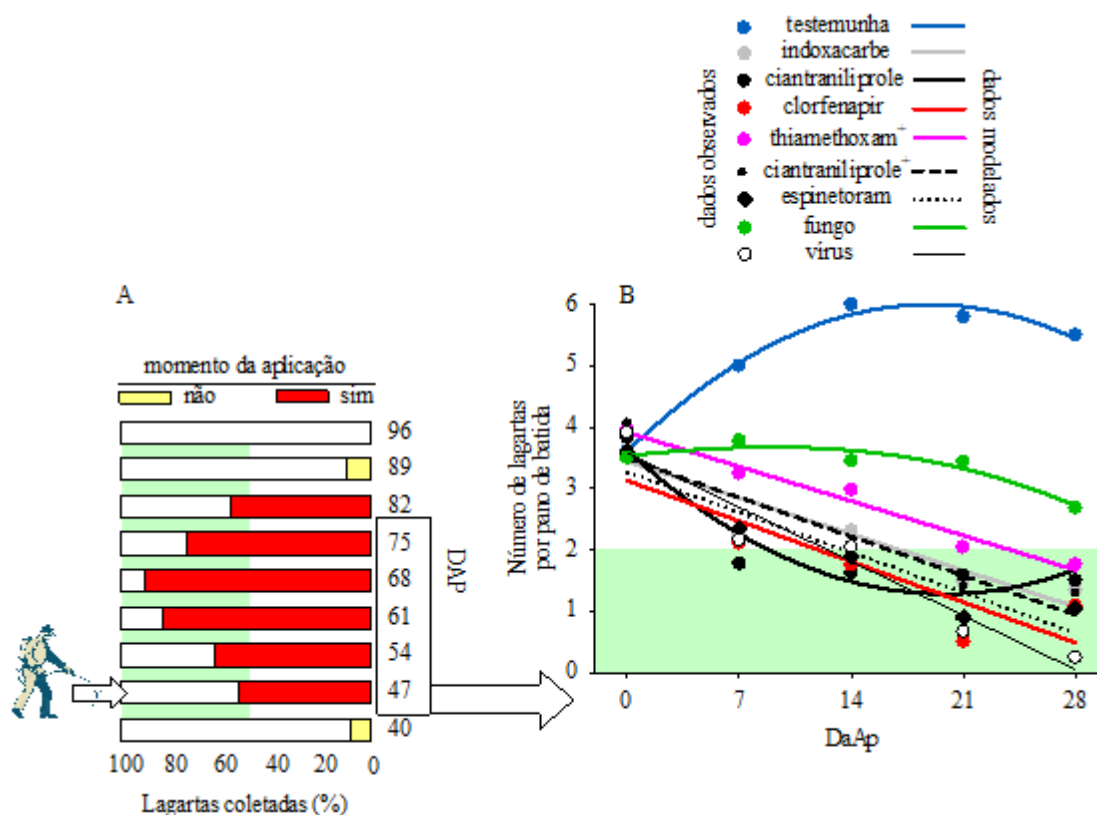 testemunha
indoxacarbe
ciantraniliprole
clorfenapir
thiamethoxam+
ciantraniliprole+
espinetoram
fungo
vírus
dados observados
dados modelados
A
momento da aplicação
não
sim
96
89
82
75
68
61
54
47
40
DAP
100 80 60 40 20 0
Lagartas coletadas (%)
B
Número de lagartas
por pano de batida
6
5
4
3
2
1
0
0 7 14 21 28
DaAp